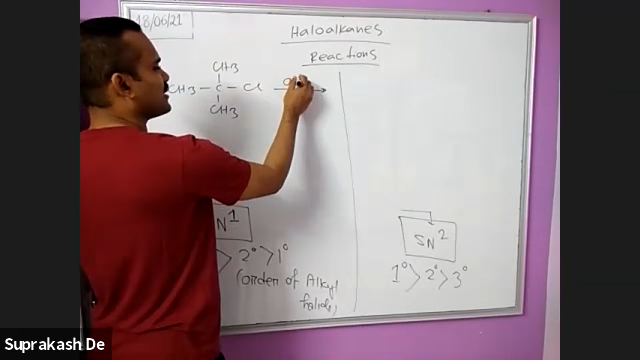 18/06/21
Haloalkanes
Reactions
CH3
CH3 — C — Cl
CH3
N1
> 2° > 1°
(order of Alkyl
halide)
SN2
1° > 2° > 3°
Suprakash De